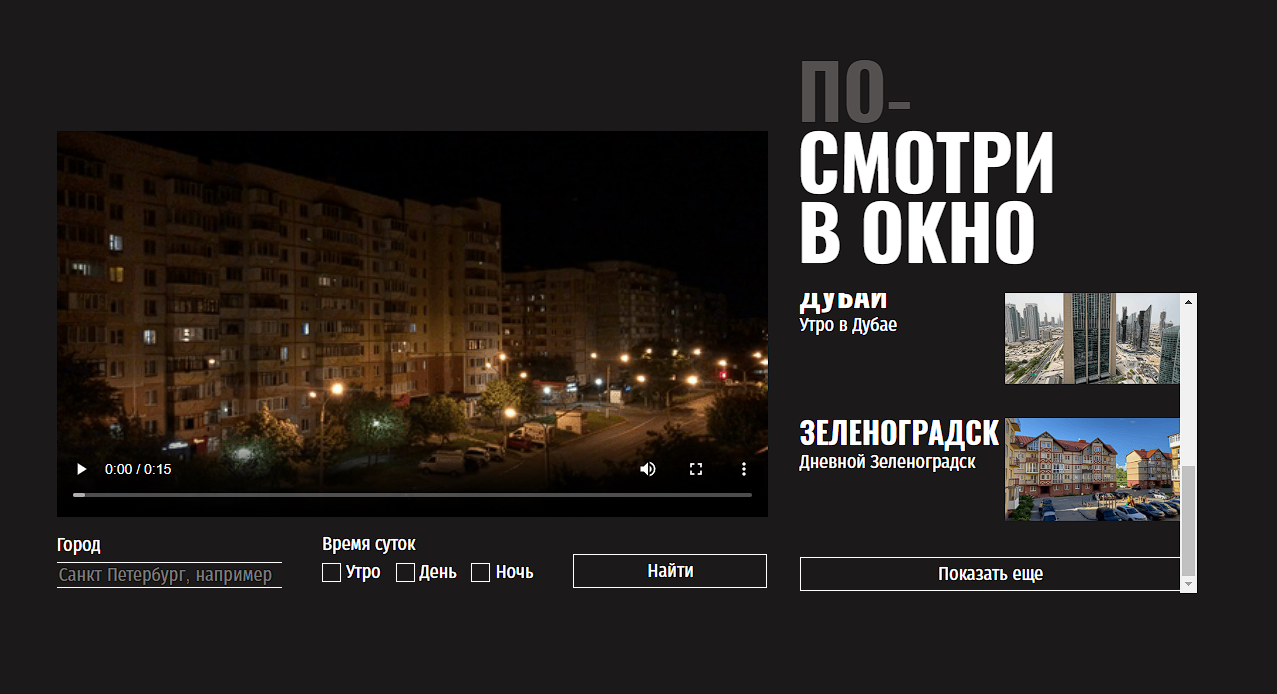 ПО-
СМОТРИ
В ОКНО
ДУБАЙ
Утро в Дубае
ЗЕЛЕНОГРАДСК
Дневной Зеленоградск
Показать еще
0:00 / 0:15
Город
Санкт Петербург, например
Время суток
Утро
День
Ночь
Найти